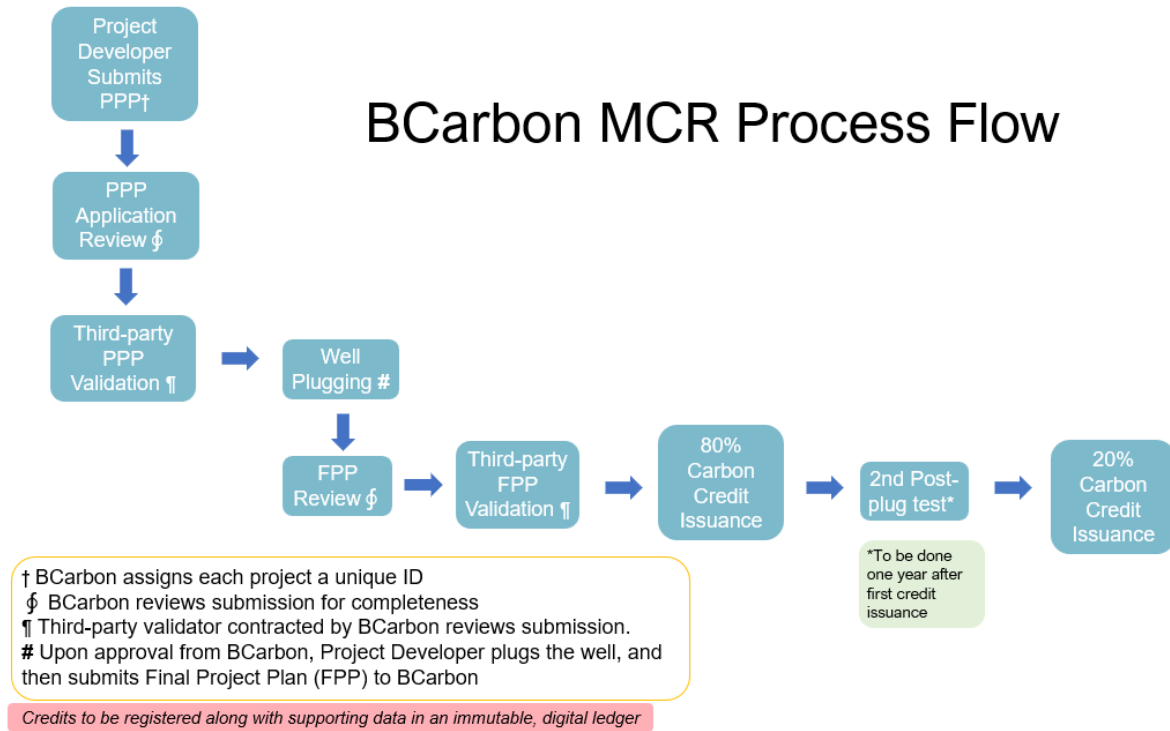 Project
Developer
Submits
PPP†
BCarbon MCR Process Flow
PPP
Application
Review ∮
Third-party
PPP
Validation ¶
Well
Plugging #
FPP
Review ∮
Third-party
FPP
Validation ¶
80%
Carbon
Credit
Issuance
2nd Post-
plug test*
20%
Carbon
Credit
Issuance
*To be done
one year after
first credit
issuance
† BCarbon assigns each project a unique ID
∮ BCarbon reviews submission for completeness
¶ Third-party validator contracted by BCarbon reviews submission.
# Upon approval from BCarbon, Project Developer plugs the well, and
then submits Final Project Plan (FPP) to BCarbon
Credits to be registered along with supporting data in an immutable, digital ledger